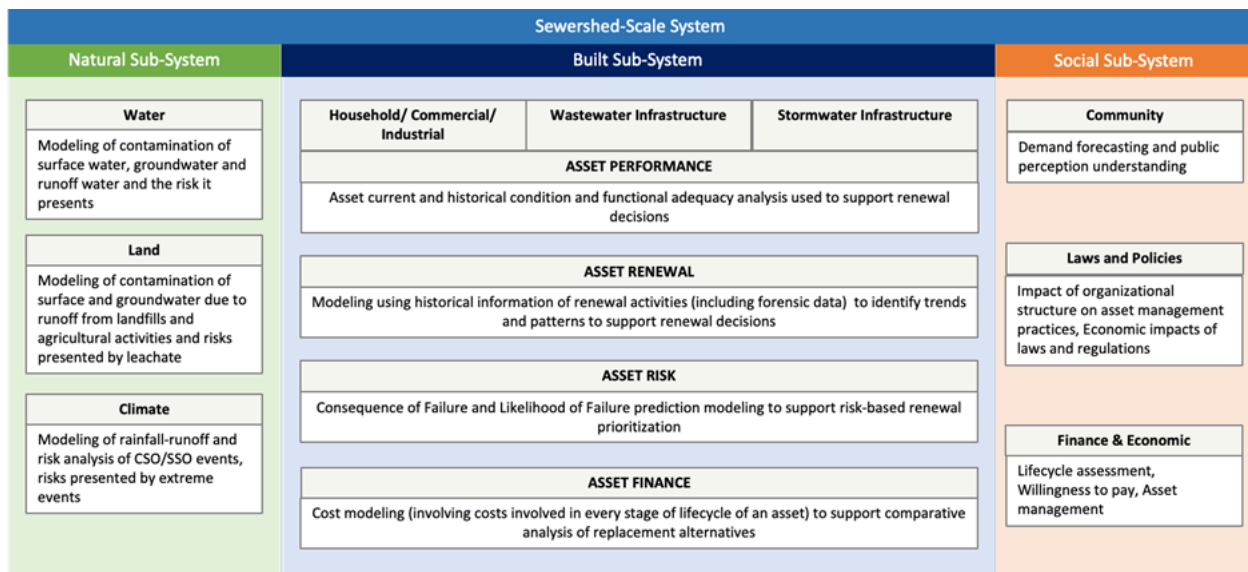 Sewershed-Scale System
Natural Sub-System
Built Sub-System
Social Sub-System
Water
Modeling of contamination of
surface water, groundwater and
runoff water and the risk it
presents
Land
Modeling of contamination of
surface and groundwater due to
runoff from landfills and
agricultural activities and risks
presented by leachate
Climate
Modeling of rainfall-runoff and
risk analysis of CSO/SSO events,
risks presented by extreme
events
Household/ Commercial/
Industrial
Wastewater Infrastructure
Stormwater Infrastructure
ASSET PERFORMANCE
Asset current and historical condition and functional adequacy analysis used to support renewal
decisions
ASSET RENEWAL
Modeling using historical information of renewal activities (including forensic data) to identify trends
and patterns to support renewal decisions
ASSET RISK
Consequence of Failure and Likelihood of Failure prediction modeling to support risk-based renewal
prioritization
ASSET FINANCE
Cost modeling (involving costs involved in every stage of lifecycle of an asset) to support comparative
analysis of replacement alternatives
Community
Demand forecasting and public
perception understanding
Laws and Policies
Impact of organizational
structure on asset management
practices, Economic impacts of
laws and regulations
Finance & Economic
Lifecycle assessment,
Willingness to pay, Asset
management